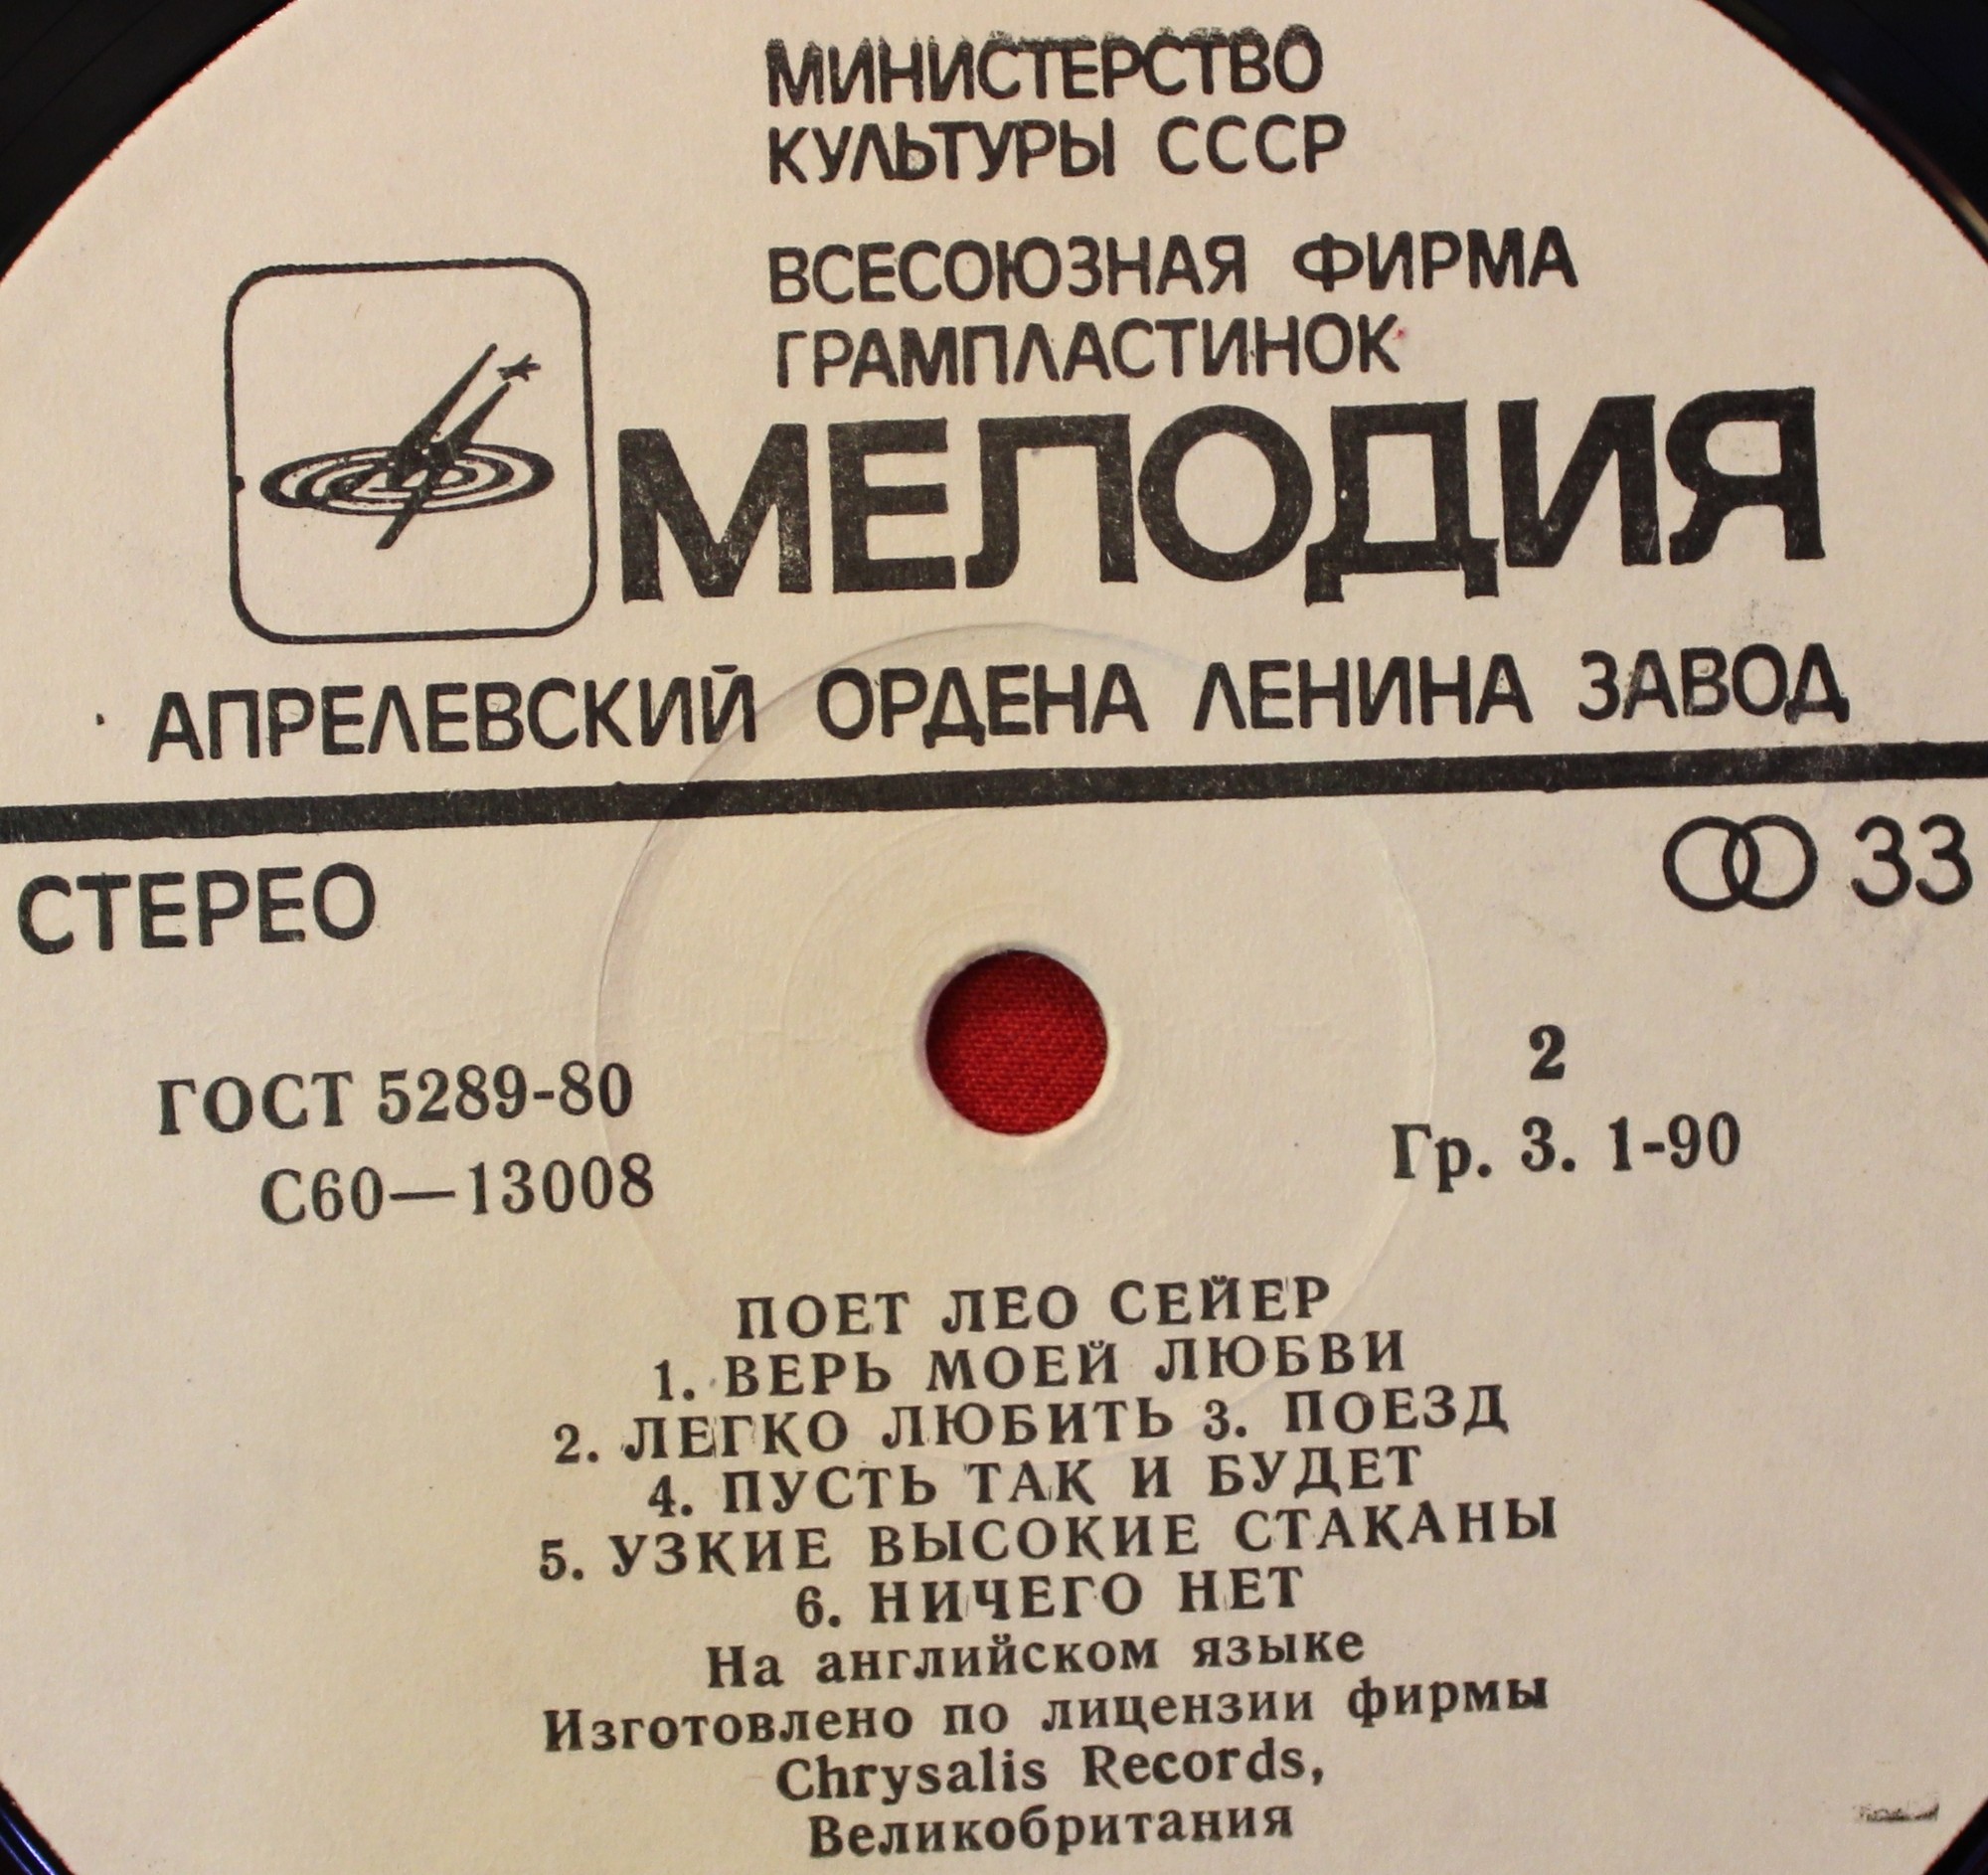 МИНИСТЕРСТВО
КУЛЬТУРЫ СССР
ВСЕСОЮЗНАЯ ФИРМА
ГРАМПЛАСТИНОК
МЕЛОДИЯ
АПРЕЛЕВСКИЙ ОРДЕНА ЛЕНИНА ЗАВОД
СТЕРЕО
33
ГОСТ 5289-80
С60—13008
2
Гр. 3. 1-90
ПОЕТ ЛЕО СЕЙЕР
1. ВЕРЬ МОЕЙ ЛЮБВИ
2. ЛЕГКО ЛЮБИТЬ 3. ПОЕЗД
4. ПУСТЬ ТАК И БУДЕТ
5. УЗКИЕ ВЫСОКИЕ СТАКАНЫ
6. НИЧЕГО НЕТ
На английском языке
Изготовлено по лицензии фирмы
Chrysalis Records,
Великобритания